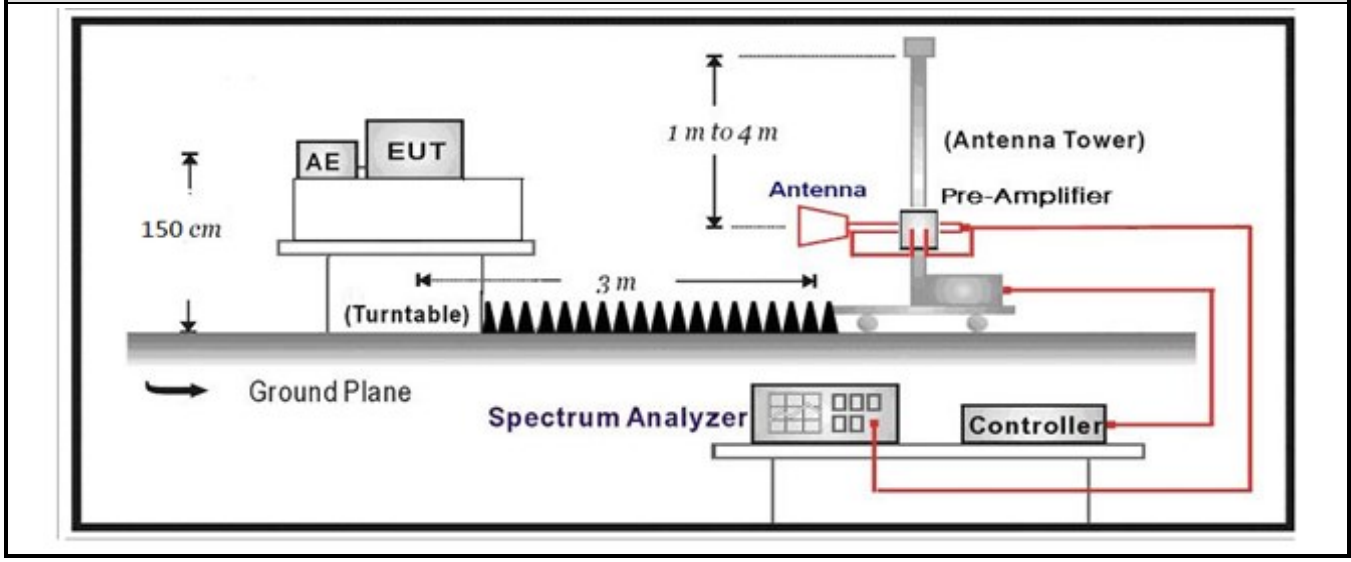 1 m to 4 m
(Antenna Tower)
AE
EUT
Antenna
Pre-Amplifier
150 cm
3 m
(Turntable)
Ground Plane
Spectrum Analyzer
Controller